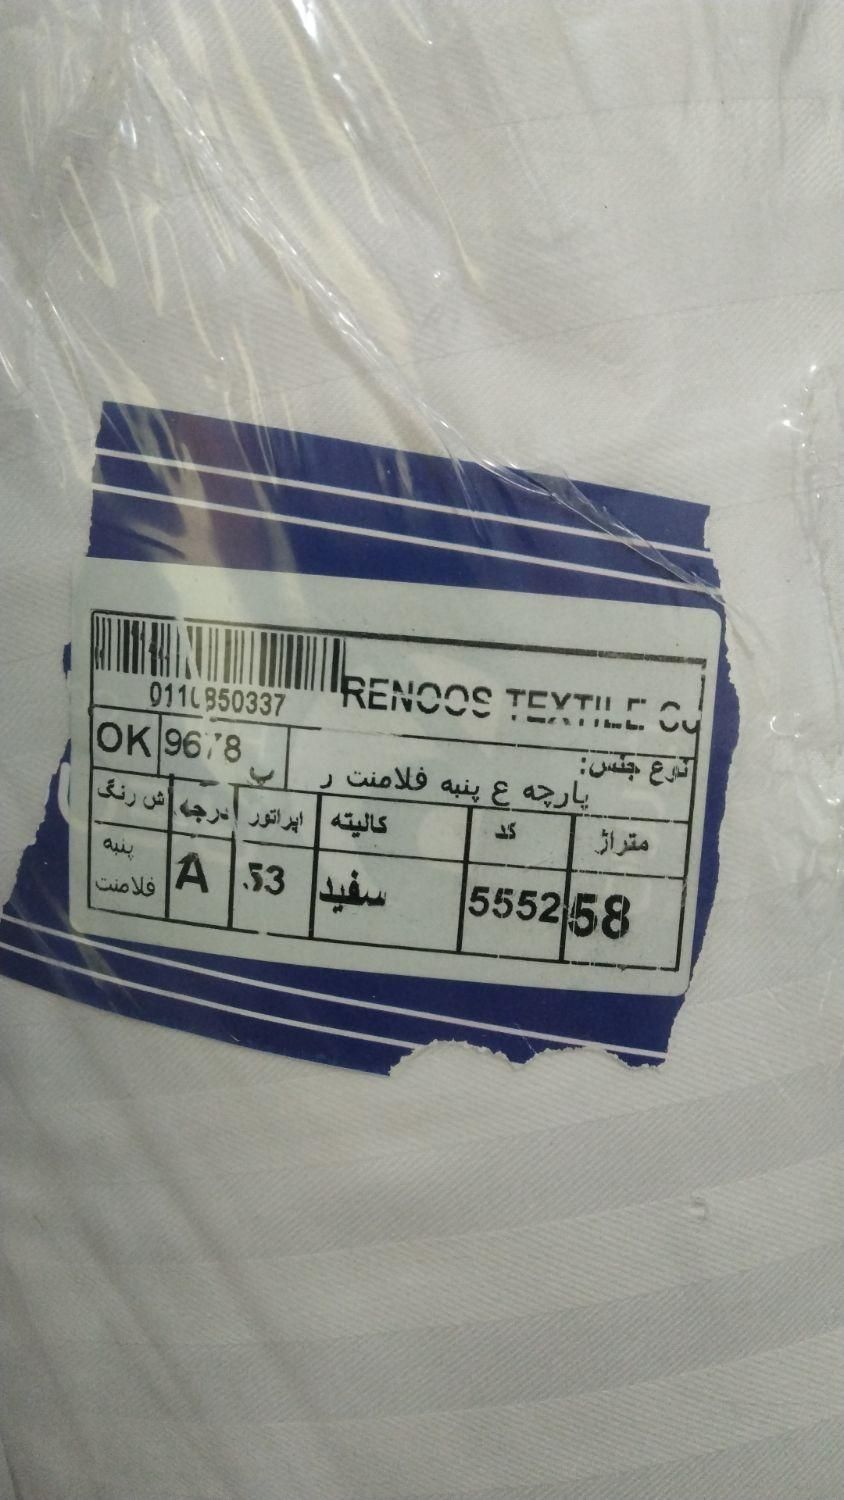 RENOOS TEXTILE CO
0110850337
OK 9678 پ
نوع جنس:
پارچه ع پنبه فلامنت ر
متراژ کد کالیته اپراتور درجه ش رنگ
58 5552 سفید 53 A پنبه
فلامنت